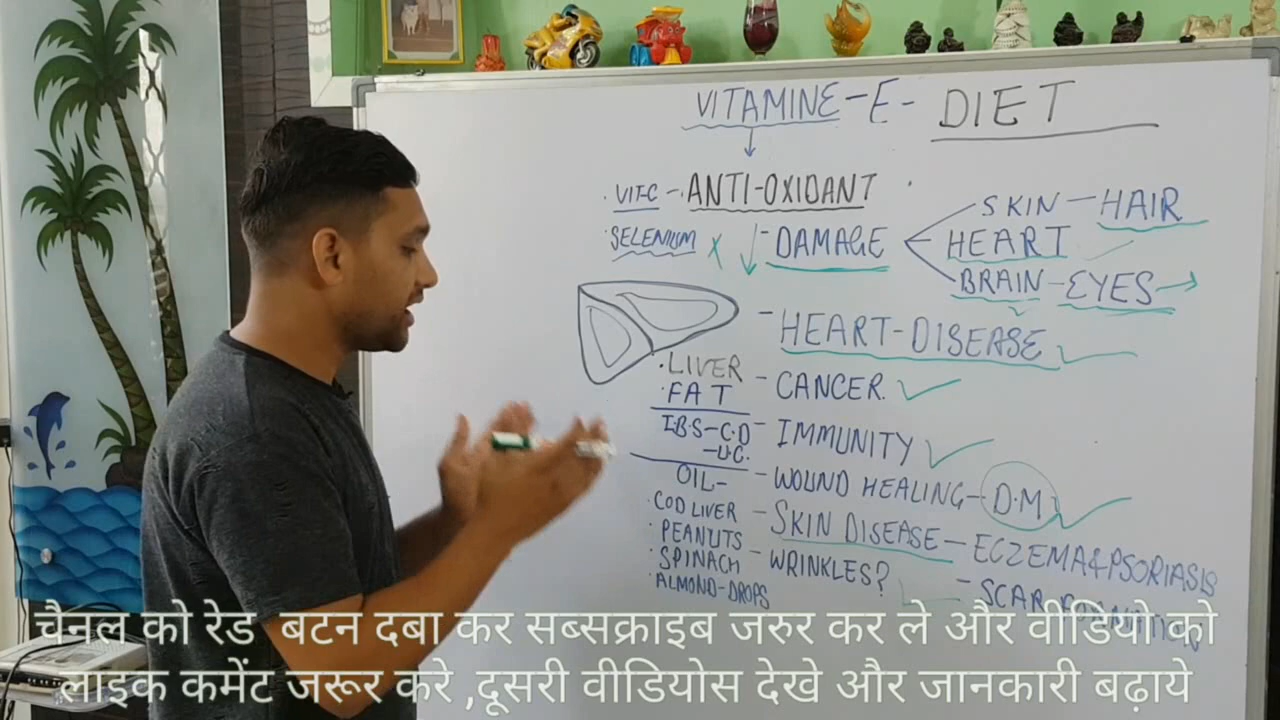 VITAMINE-E- DIET
· VIT-C - ANTI-OXIDANT
· SELENIUM X ↓ - DAMAGE
SKIN - HAIR
HEART
BRAIN - EYES →
- HEART-DISEASE
· LIVER
· FAT
- CANCER
I.B.S - C.D
- U.C.
- IMMUNITY
OIL -
- WOUND HEALING - D.M
· COD LIVER
- SKIN DISEASE - ECZEMA & PSORIASIS
· PEANUTS
· SPINACH
- WRINKLES?
- SCAR FORMATION
· ALMOND - DROPS
चैनल को रेड बटन दबा कर सब्सक्राइब जरुर कर ले और वीडियो को
लाइक कमेंट जरूर करे ,दूसरी वीडियोस देखे और जानकारी बढ़ाये